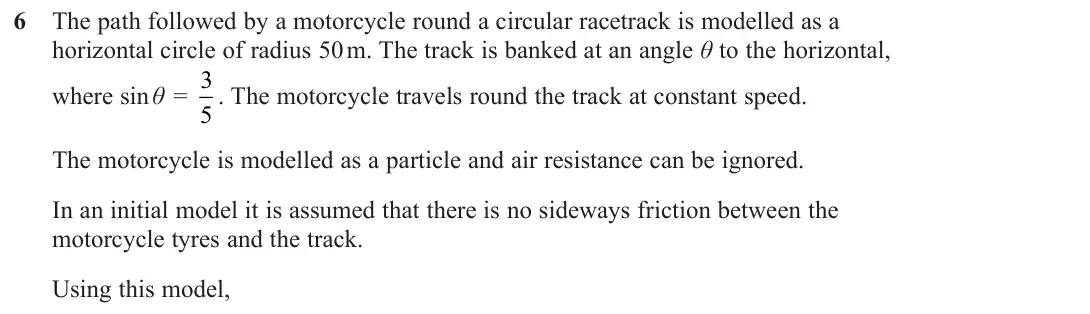 6 The path followed by a motorcycle round a circular racetrack is modelled as a
horizontal circle of radius 50 m. The track is banked at an angle θ to the horizontal,
where sin θ = 3/5. The motorcycle travels round the track at constant speed.
The motorcycle is modelled as a particle and air resistance can be ignored.
In an initial model it is assumed that there is no sideways friction between the
motorcycle tyres and the track.
Using this model,